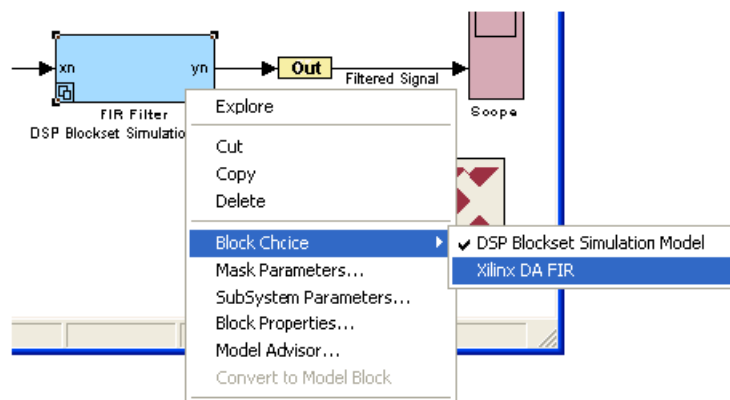 xn yn
Out
Filtered Signal
FIR Filter
Scope
DSP Blockset Simulatio
Explore
Cut
Copy
Delete
Block Choice
DSP Blockset Simulation Model
Mask Parameters...
Xilinx DA FIR
SubSystem Parameters...
Block Properties...
Model Advisor...
Convert to Model Block